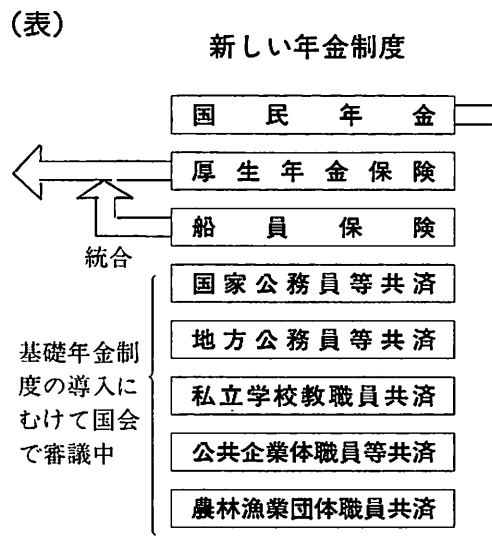 (表)
新しい年金制度
国民年金
厚生年金保険
船員保険
統合
国家公務員等共済
地方公務員等共済
私立学校教職員共済
公共企業体職員等共済
農林漁業団体職員共済
基礎年金制
度の導入に
むけて国会
で審議中